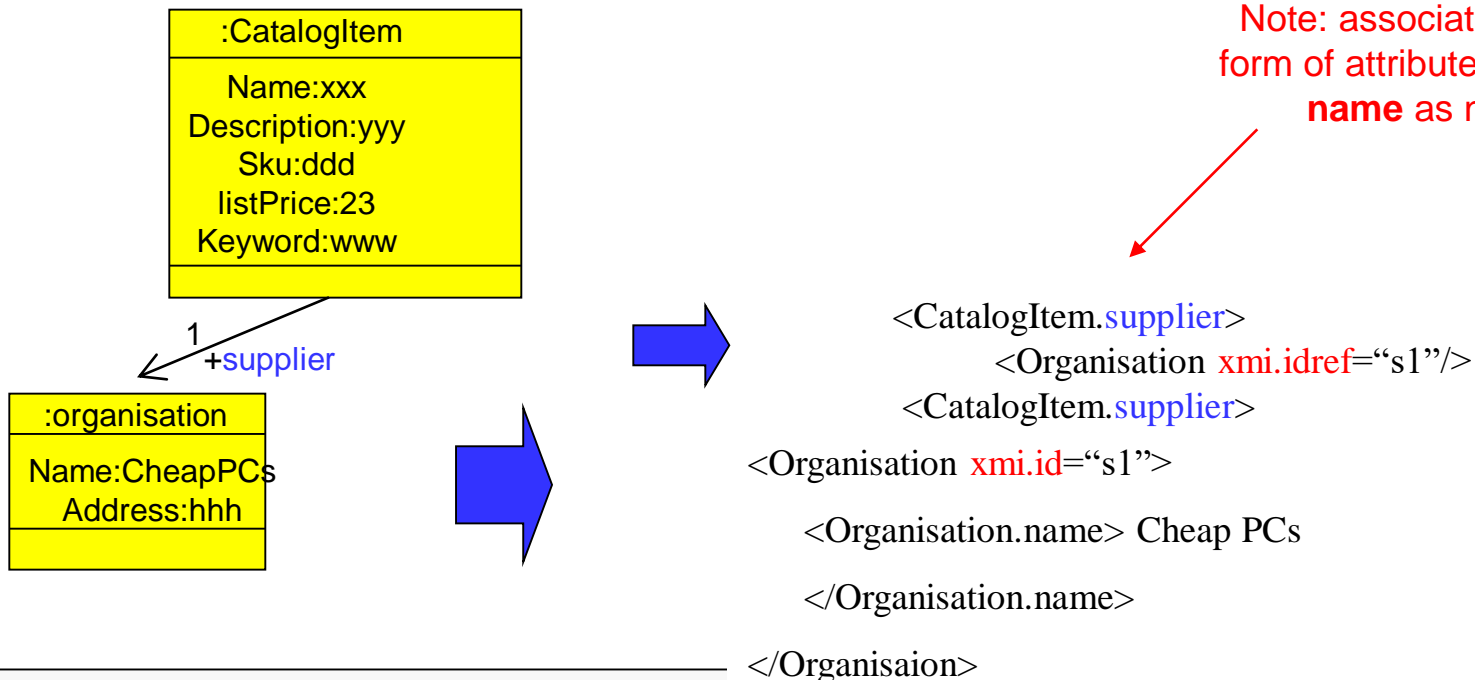 :CatalogItem
Name:xxx
Description:yyy
Sku:ddd
listPrice:23
Keyword:www
1
+supplier
:organisation
Name:CheapPCs
Address:hhh
Note: associat
form of attribute
name as
<CatalogItem.supplier>
<Organisation xmi.idref=“s1”/>
<CatalogItem.supplier>
<Organisation xmi.id=“s1”>
<Organisation.name> Cheap PCs
</Organisation.name>
</Organisaion>